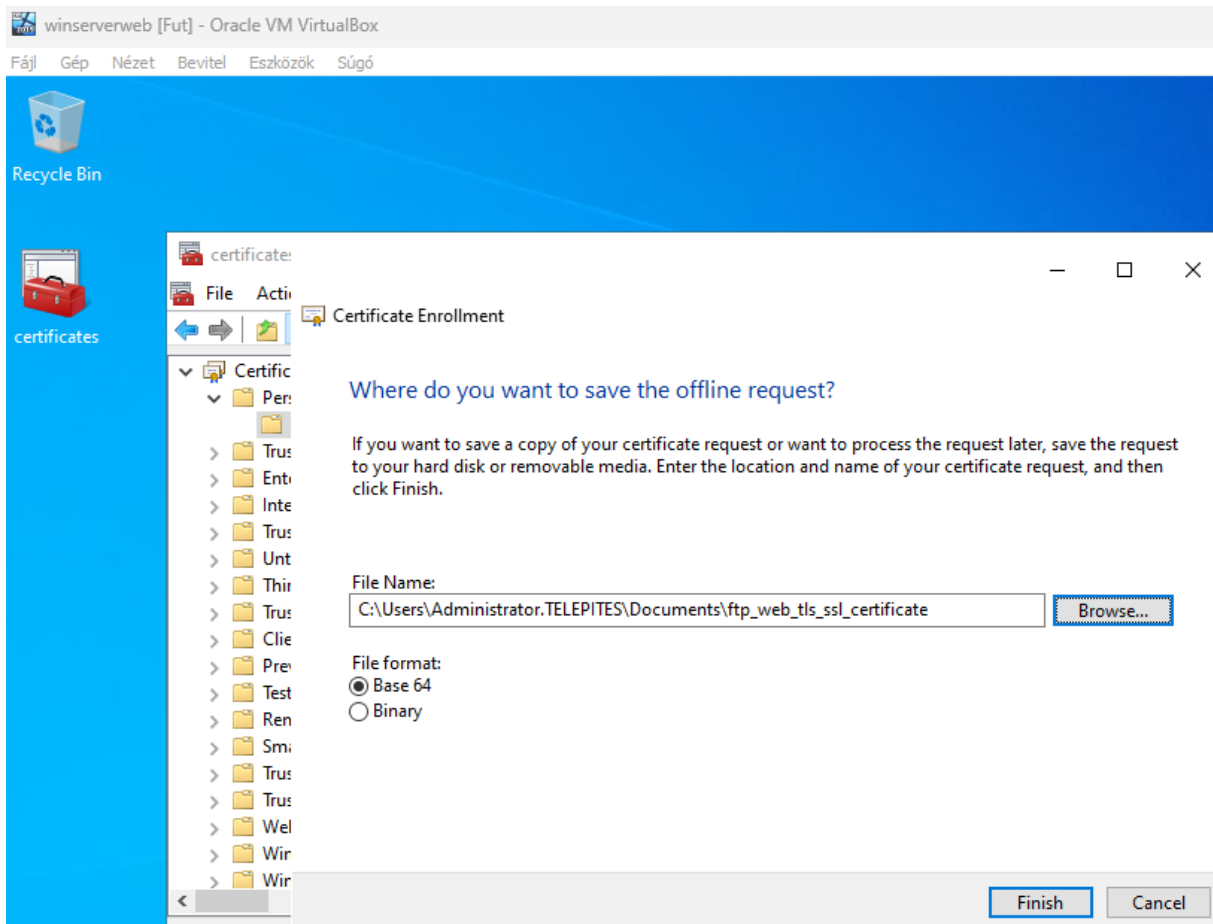 winserverweb [Fut] - Oracle VM VirtualBox
Fájl Gép Nézet Bevitel Eszközök Súgó
Recycle Bin
certificates
certificates
File Acti
Certificate Enrollment
Certific
Pers
Trus
Ente
Inte
Trus
Unt
Thir
Trus
Clie
Prev
Test
Ren
Sma
Trus
Trus
Wel
Win
Win
Where do you want to save the offline request?
If you want to save a copy of your certificate request or want to process the request later, save the request
to your hard disk or removable media. Enter the location and name of your certificate request, and then
click Finish.
File Name:
C:\Users\Administrator.TELEPITES\Documents\ftp_web_tls_ssl_certificate
Browse...
File format:
Base 64
Binary
Finish Cancel